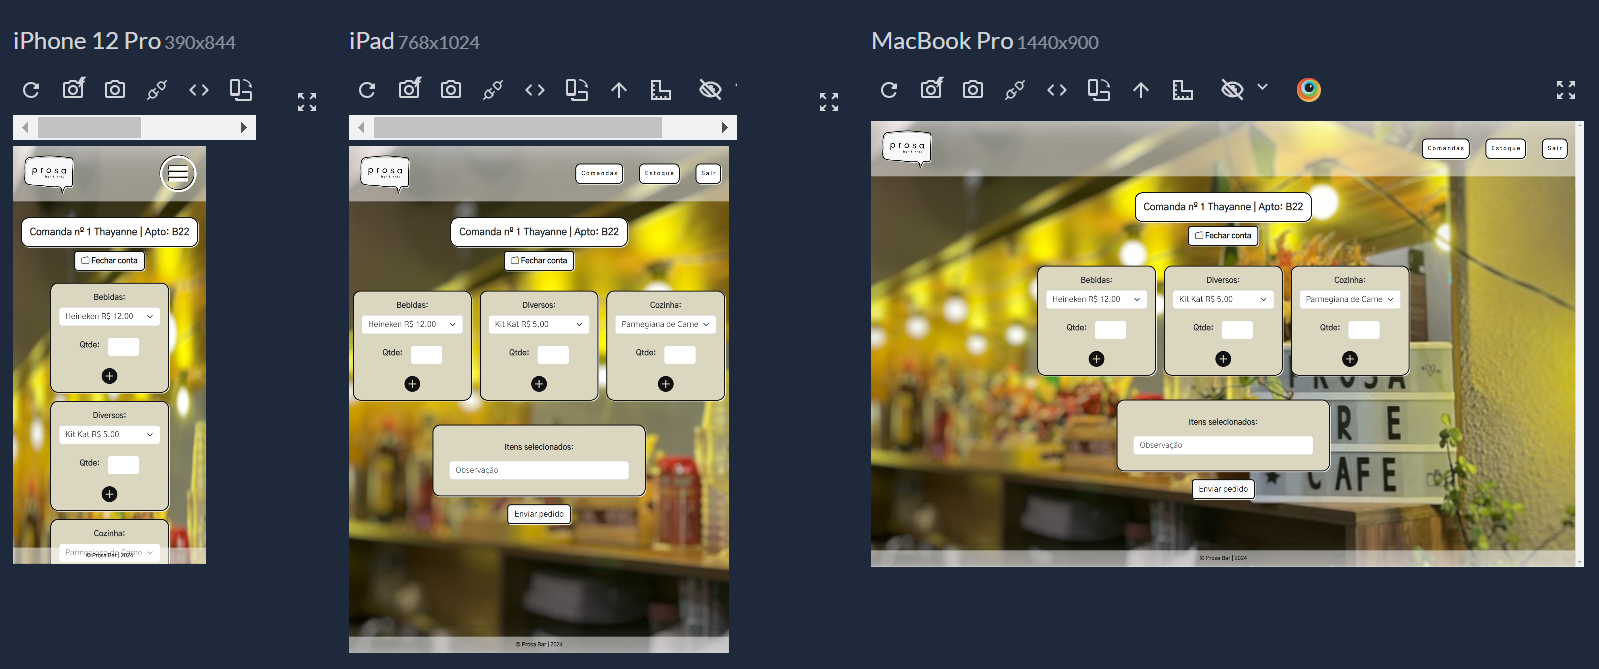 iPhone 12 Pro 390x844
prosa
Comanda nº 1 Thayanne | Apto: B22
Fechar conta
Bebidas:
Heineken R$ 12.00
Qtde:
Diversos:
Kit Kat R$ 5.00
Qtde:
Cozinha:
Parmegiana de Carne
© Prosa Bar | 2024
iPad 768x1024
prosa
Comandas
Estoque
Sair
Comanda nº 1 Thayanne | Apto: B22
Fechar conta
Bebidas:
Heineken R$ 12.00
Qtde:
Diversos:
Kit Kat R$ 5.00
Qtde:
Cozinha:
Parmegiana de Carne
Qtde:
Itens selecionados:
Observação
Enviar pedido
© Prosa Bar | 2024
MacBook Pro 1440x900
prosa
Comandas
Estoque
Sair
Comanda nº 1 Thayanne | Apto: B22
Fechar conta
Bebidas:
Heineken R$ 12.00
Qtde:
Diversos:
Kit Kat R$ 5.00
Qtde:
Cozinha:
Parmegiana de Carne
Qtde:
PROSA
RE
CAFE
Itens selecionados:
Observação
Enviar pedido
© Prosa Bar | 2024